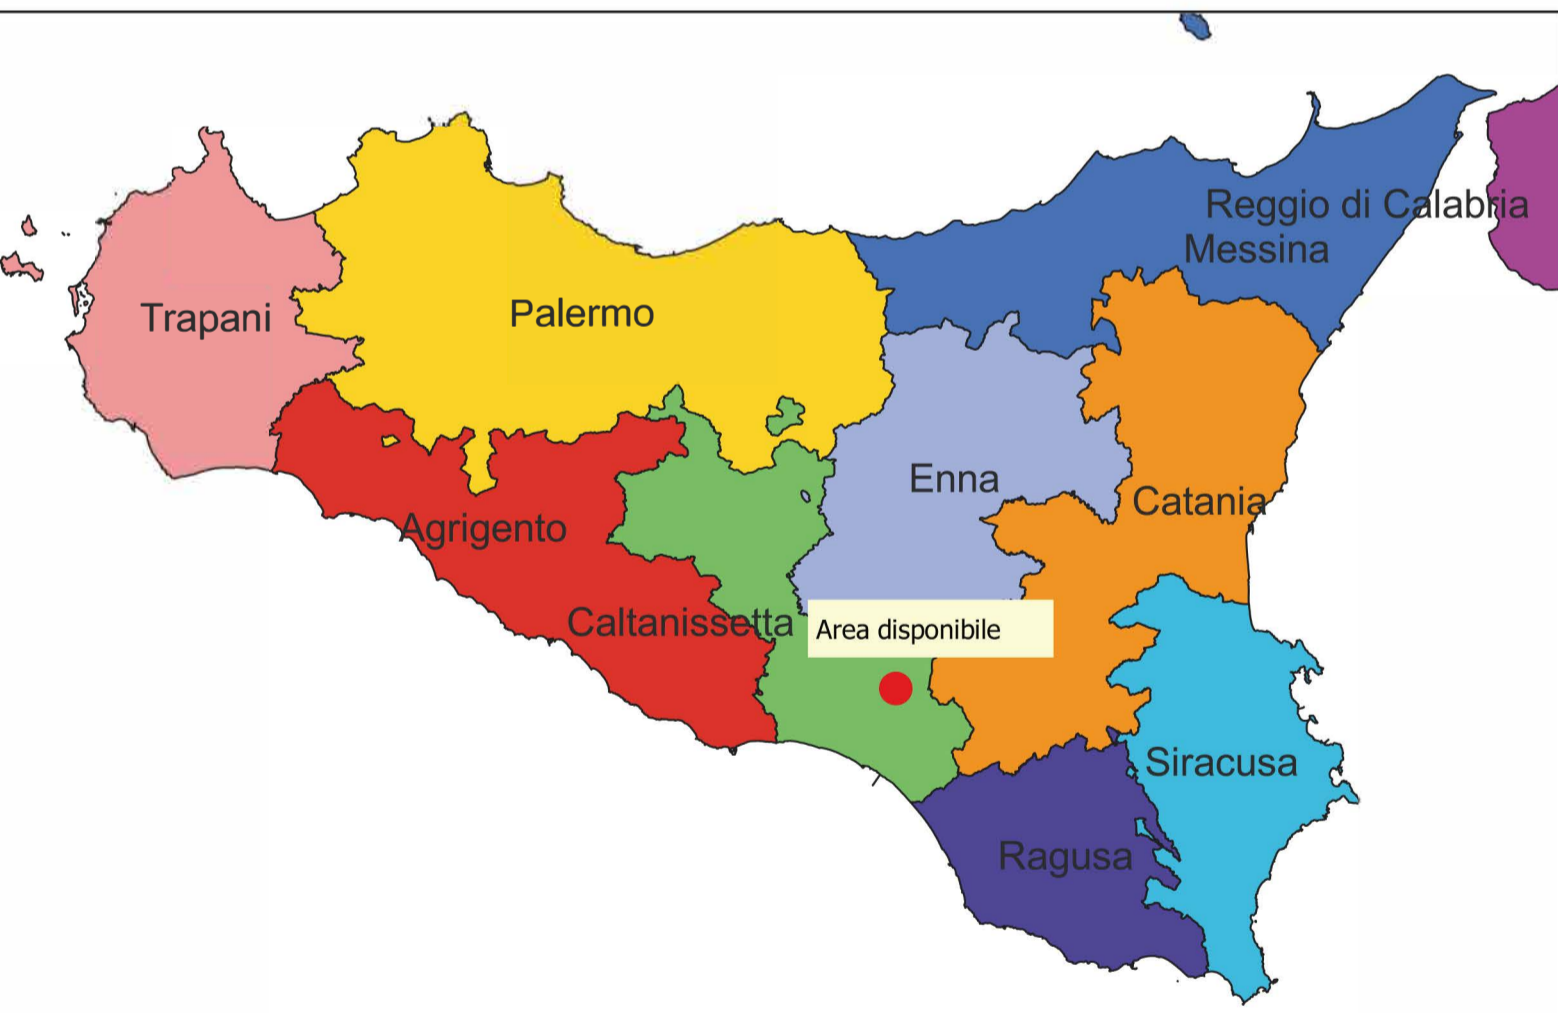 Reggio di Calabria
Messina
Trapani
Palermo
Enna
Catania
Agrigento
Caltanissetta
Area disponibile
Siracusa
Ragusa